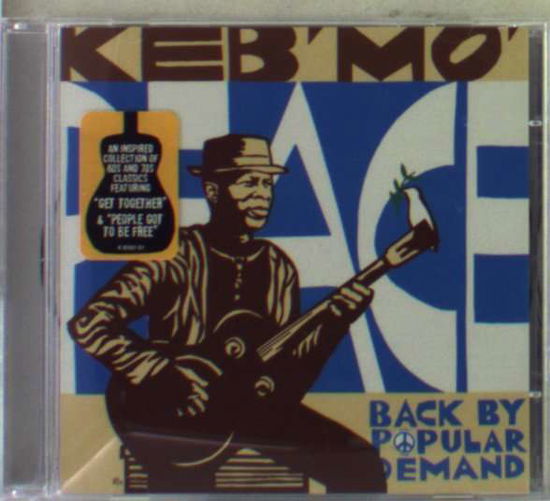 KEB'MO'
PEACE
AN INSPIRED
COLLECTION OF
60S AND 70S
CLASSICS
FEATURING
"GET TOGETHER"
& "PEOPLE GOT
TO BE FREE"
BACK BY
POPULAR
DEMAND